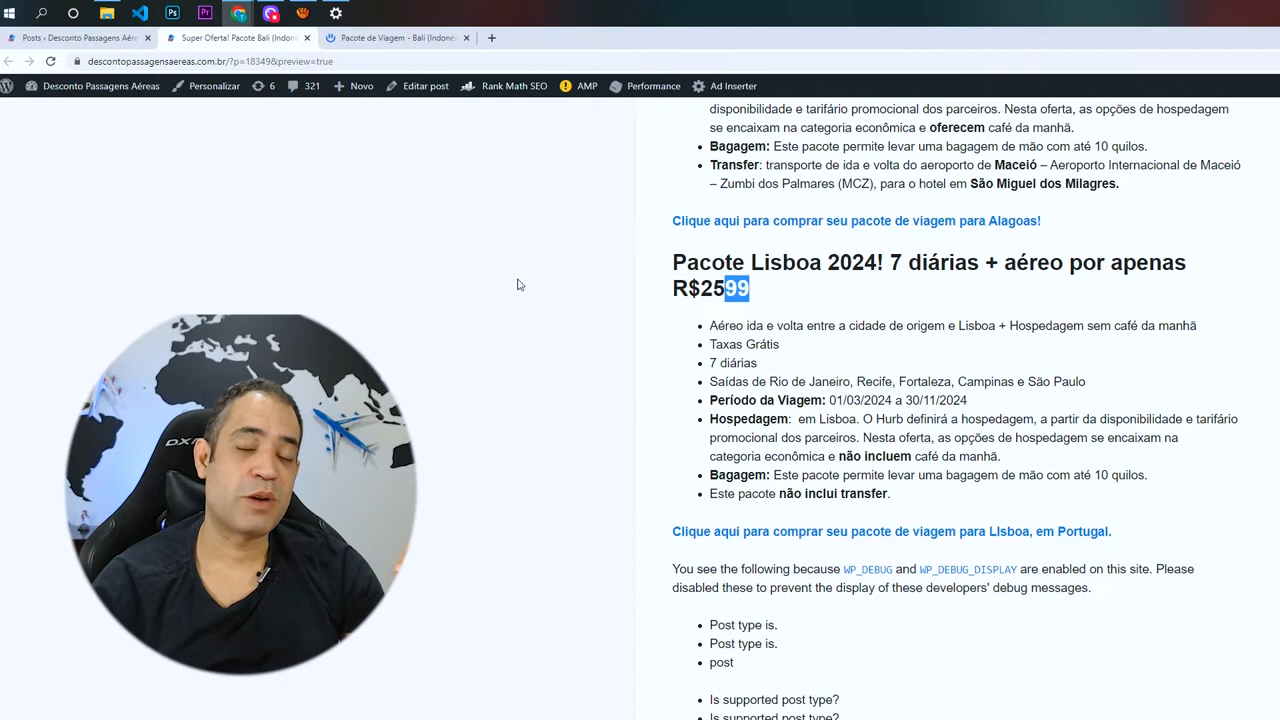 Ps
Pr
Posts ‹ Desconto Passagens Aére
Super Oferta! Pacote Bali (Indoné
Pacote de Viagem - Bali (Indonés
descontopassagensaereas.com.br/?p=18349&preview=true
Desconto Passagens Aéreas
Personalizar
6
321
Novo
Editar post
Rank Math SEO
AMP
Performance
Ad Inserter
disponibilidade e tarifário promocional dos parceiros. Nesta oferta, as opções de hospedagem
se encaixam na categoria econômica e oferecem café da manhã.
Bagagem: Este pacote permite levar uma bagagem de mão com até 10 quilos.
Transfer: transporte de ida e volta do aeroporto de Maceió – Aeroporto Internacional de Maceió
– Zumbi dos Palmares (MCZ), para o hotel em São Miguel dos Milagres.
Clique aqui para comprar seu pacote de viagem para Alagoas!
Pacote Lisboa 2024! 7 diárias + aéreo por apenas
R$2599
Aéreo ida e volta entre a cidade de origem e Lisboa + Hospedagem sem café da manhã
Taxas Grátis
7 diárias
Saídas de Rio de Janeiro, Recife, Fortaleza, Campinas e São Paulo
Período da Viagem: 01/03/2024 a 30/11/2024
Hospedagem: em Lisboa. O Hurb definirá a hospedagem, a partir da disponibilidade e tarifário
promocional dos parceiros. Nesta oferta, as opções de hospedagem se encaixam na
categoria econômica e não incluem café da manhã.
Bagagem: Este pacote permite levar uma bagagem de mão com até 10 quilos.
Este pacote não inclui transfer.
Clique aqui para comprar seu pacote de viagem para LIsboa, em Portugal.
You see the following because WP_DEBUG and WP_DEBUG_DISPLAY are enabled on this site. Please
disabled these to prevent the display of these developers' debug messages.
Post type is.
Post type is.
post
Is supported post type?
Is supported post type?
DXR